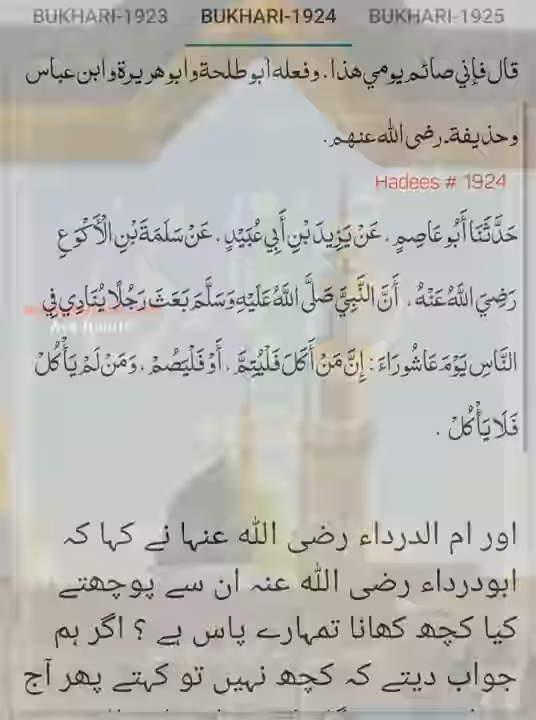 BUKHARI-1923 BUKHARI-1924 BUKHARI-1925
قال فإني صائم يومي هذا. وفعله أبو طلحة وأبو هريرة وابن عباس
وحذيفة۔ رضى الله عنهم۔
Hadees # 1924
حَدَّثَنَا أَبُو عَاصِمٍ، عَنْ يَزِيدَ بْنِ أَبِي عُبَيْدٍ، عَنْ سَلَمَةَ بْنِ الْأَكْوَعِ
رَضِيَ اللَّهُ عَنْهُ، أَنَّ النَّبِيَّ صَلَّى اللَّهُ عَلَيْهِ وَسَلَّمَ بَعَثَ رَجُلًا يُنَادِي فِي
النَّاسِ يَوْمَ عَاشُورَاءَ: إِنَّ مَنْ أَكَلَ فَلْيُتِمَّ، أَوْ فَلْيَصُمْ، وَمَنْ لَمْ يَأْكُلْ
فَلَا يَأْكُلْ .
اور ام الدرداء رضی اللہ عنہا نے کہا کہ
ابودرداء رضی اللہ عنہ ان سے پوچھتے
کیا کچھ کھانا تمہارے پاس ہے ؟ اگر ہم
جواب دیتے کہ کچھ نہیں تو کہتے پھر آج